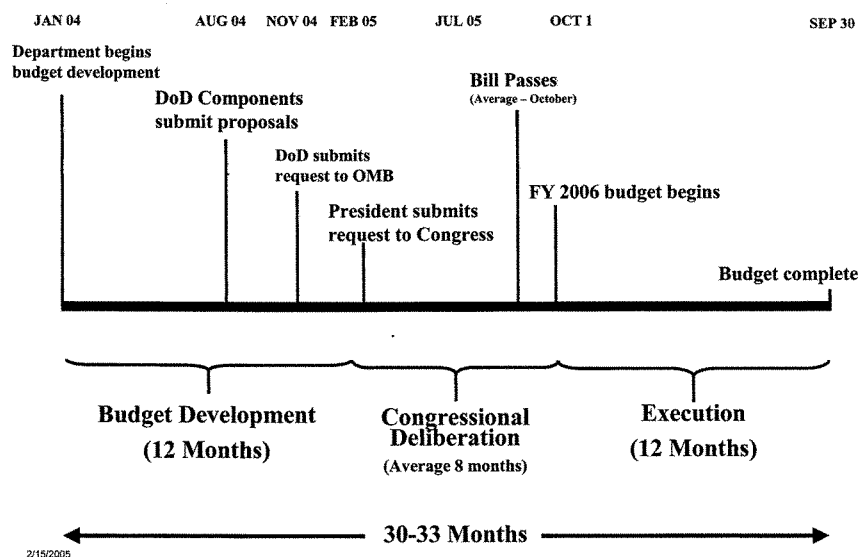 JAN 04 AUG 04 NOV 04 FEB 05 JUL 05 OCT 1 SEP 30
Department begins
budget development
DoD Components
submit proposals
DoD submits
request to OMB
President submits
request to Congress
Bill Passes
(Average – October)
FY 2006 budget begins
Budget complete
Budget Development
(12 Months)
Congressional
Deliberation
(Average 8 months)
Execution
(12 Months)
30-33 Months
2/15/2005